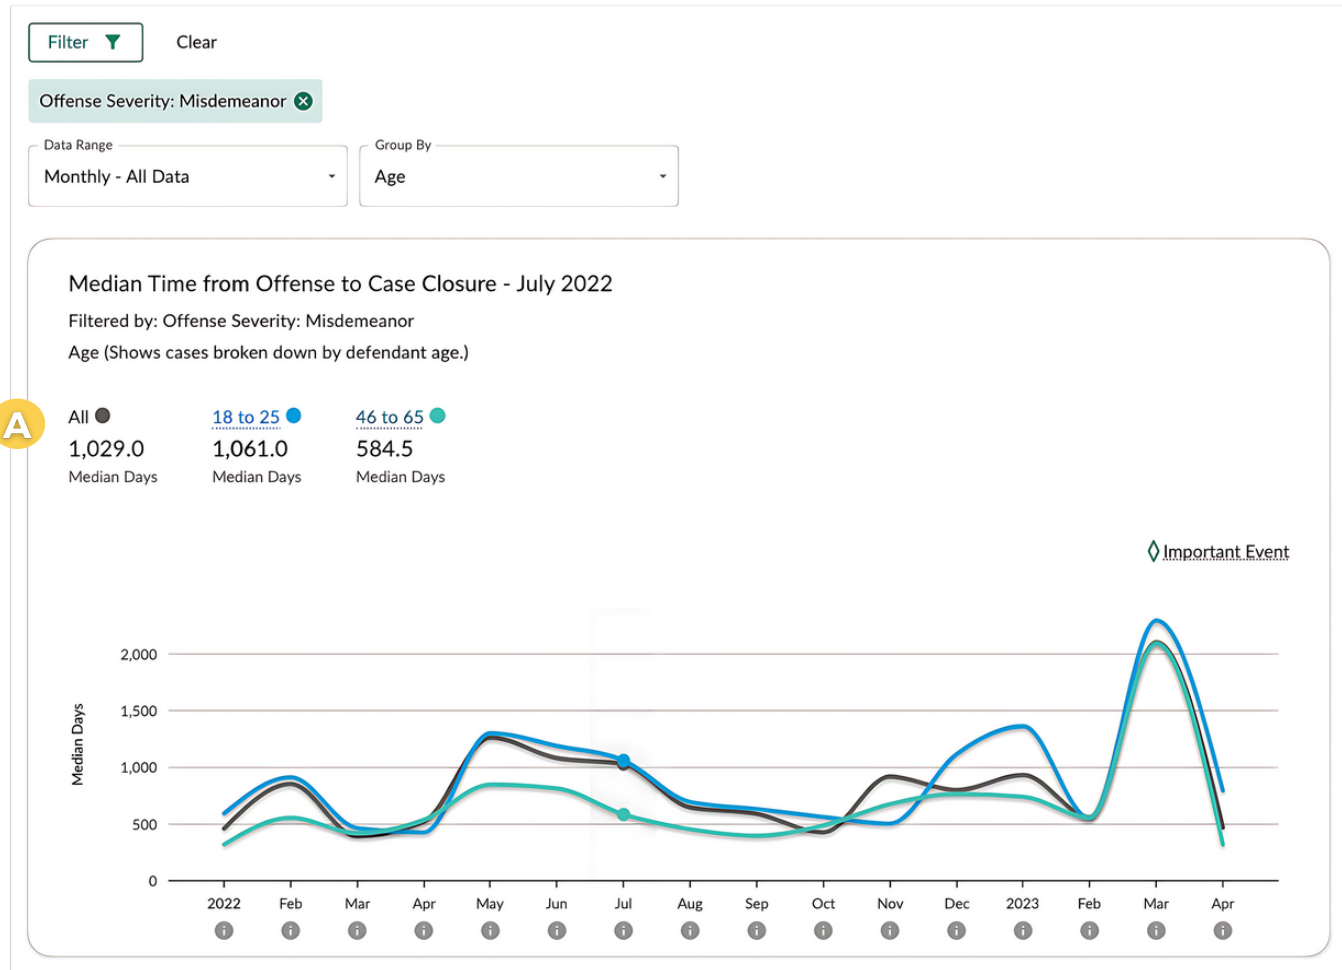 Filter Clear
Offense Severity: Misdemeanor
Data Range Group By
Monthly - All Data Age
Median Time from Offense to Case Closure - July 2022
Filtered by: Offense Severity: Misdemeanor
Age (Shows cases broken down by defendant age.)
A
All 18 to 25 46 to 65
1,029.0 1,061.0 584.5
Median Days Median Days Median Days
Important Event
Median Days
2,000
1,500
1,000
500
0
2022 Feb Mar Apr May Jun Jul Aug Sep Oct Nov Dec 2023 Feb Mar Apr
i i i i i i i i i i i i i i i i